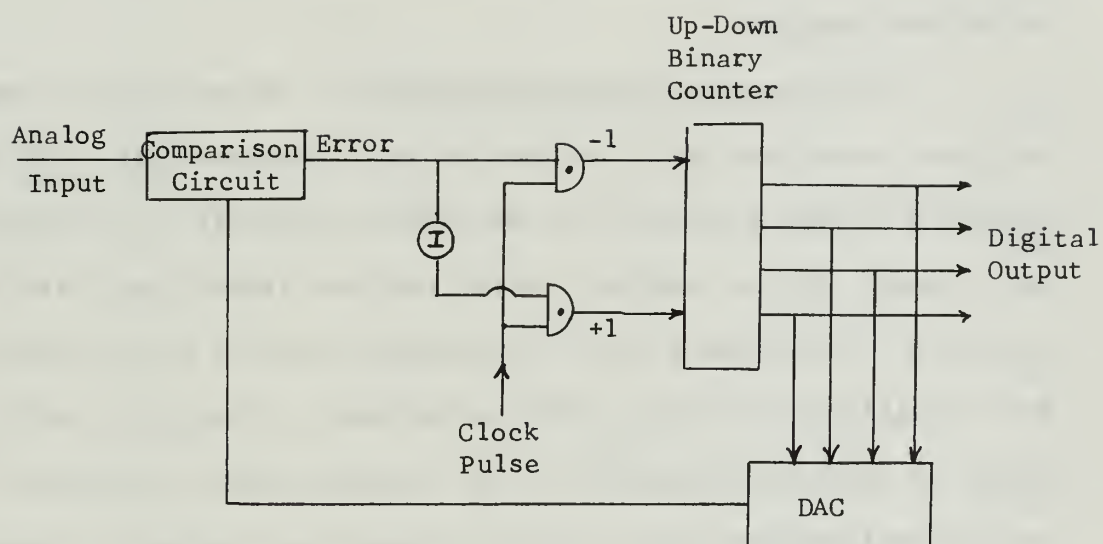 Up-Down
Binary
Counter
Analog
Input
Comparison
Circuit
Error
-1
I
+1
Clock
Pulse
Digital
Output
DAC